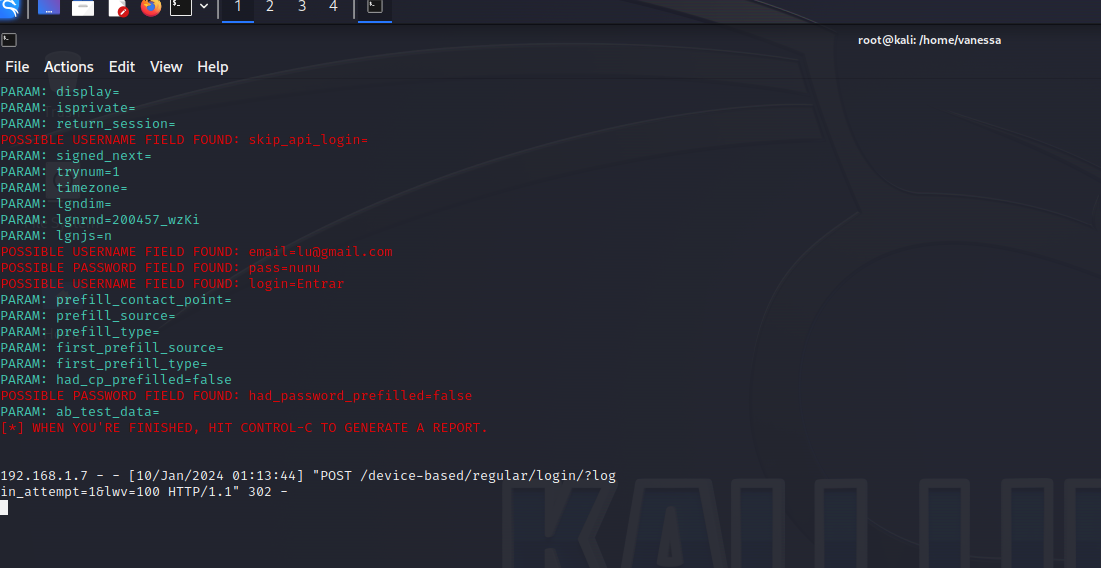 1 2 3 4
root@kali: /home/vanessa
File Actions Edit View Help
PARAM: display=
PARAM: isprivate=
PARAM: return_session=
POSSIBLE USERNAME FIELD FOUND: skip_api_login=
PARAM: signed_next=
PARAM: trynum=1
PARAM: timezone=
PARAM: lgndim=
PARAM: lgnrnd=200457_wzKi
PARAM: lgnjs=n
POSSIBLE USERNAME FIELD FOUND: email=lu@gmail.com
POSSIBLE PASSWORD FIELD FOUND: pass=nunu
POSSIBLE USERNAME FIELD FOUND: login=Entrar
PARAM: prefill_contact_point=
PARAM: prefill_source=
PARAM: prefill_type=
PARAM: first_prefill_source=
PARAM: first_prefill_type=
PARAM: had_cp_prefilled=false
POSSIBLE PASSWORD FIELD FOUND: had_password_prefilled=false
PARAM: ab_test_data=
[*] WHEN YOU'RE FINISHED, HIT CONTROL-C TO GENERATE A REPORT.
192.168.1.7 - - [10/Jan/2024 01:13:44] "POST /device-based/regular/login/?log
in_attempt=1&lwv=100 HTTP/1.1" 302 -